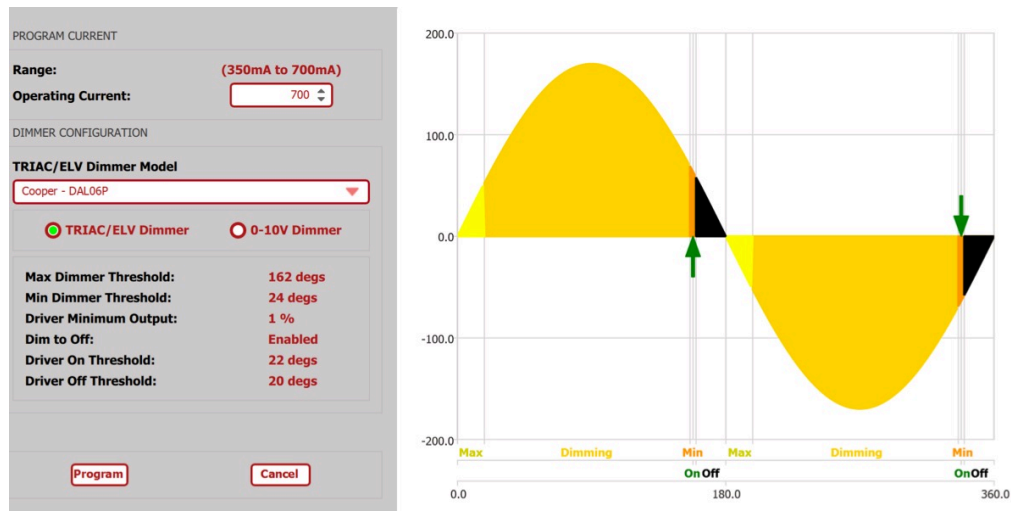 PROGRAM CURRENT
Range: (350mA to 700mA)
Operating Current: 700
DIMMER CONFIGURATION
TRIAC/ELV Dimmer Model
Cooper - DAL06P
TRIAC/ELV Dimmer 0-10V Dimmer
Max Dimmer Threshold: 162 degs
Min Dimmer Threshold: 24 degs
Driver Minimum Output: 1 %
Dim to Off: Enabled
Driver On Threshold: 22 degs
Driver Off Threshold: 20 degs
Program Cancel
200.0
100.0
0.0
-100.0
-200.0
Max Dimming Min Max Dimming Min
On Off On Off
0.0 180.0 360.0